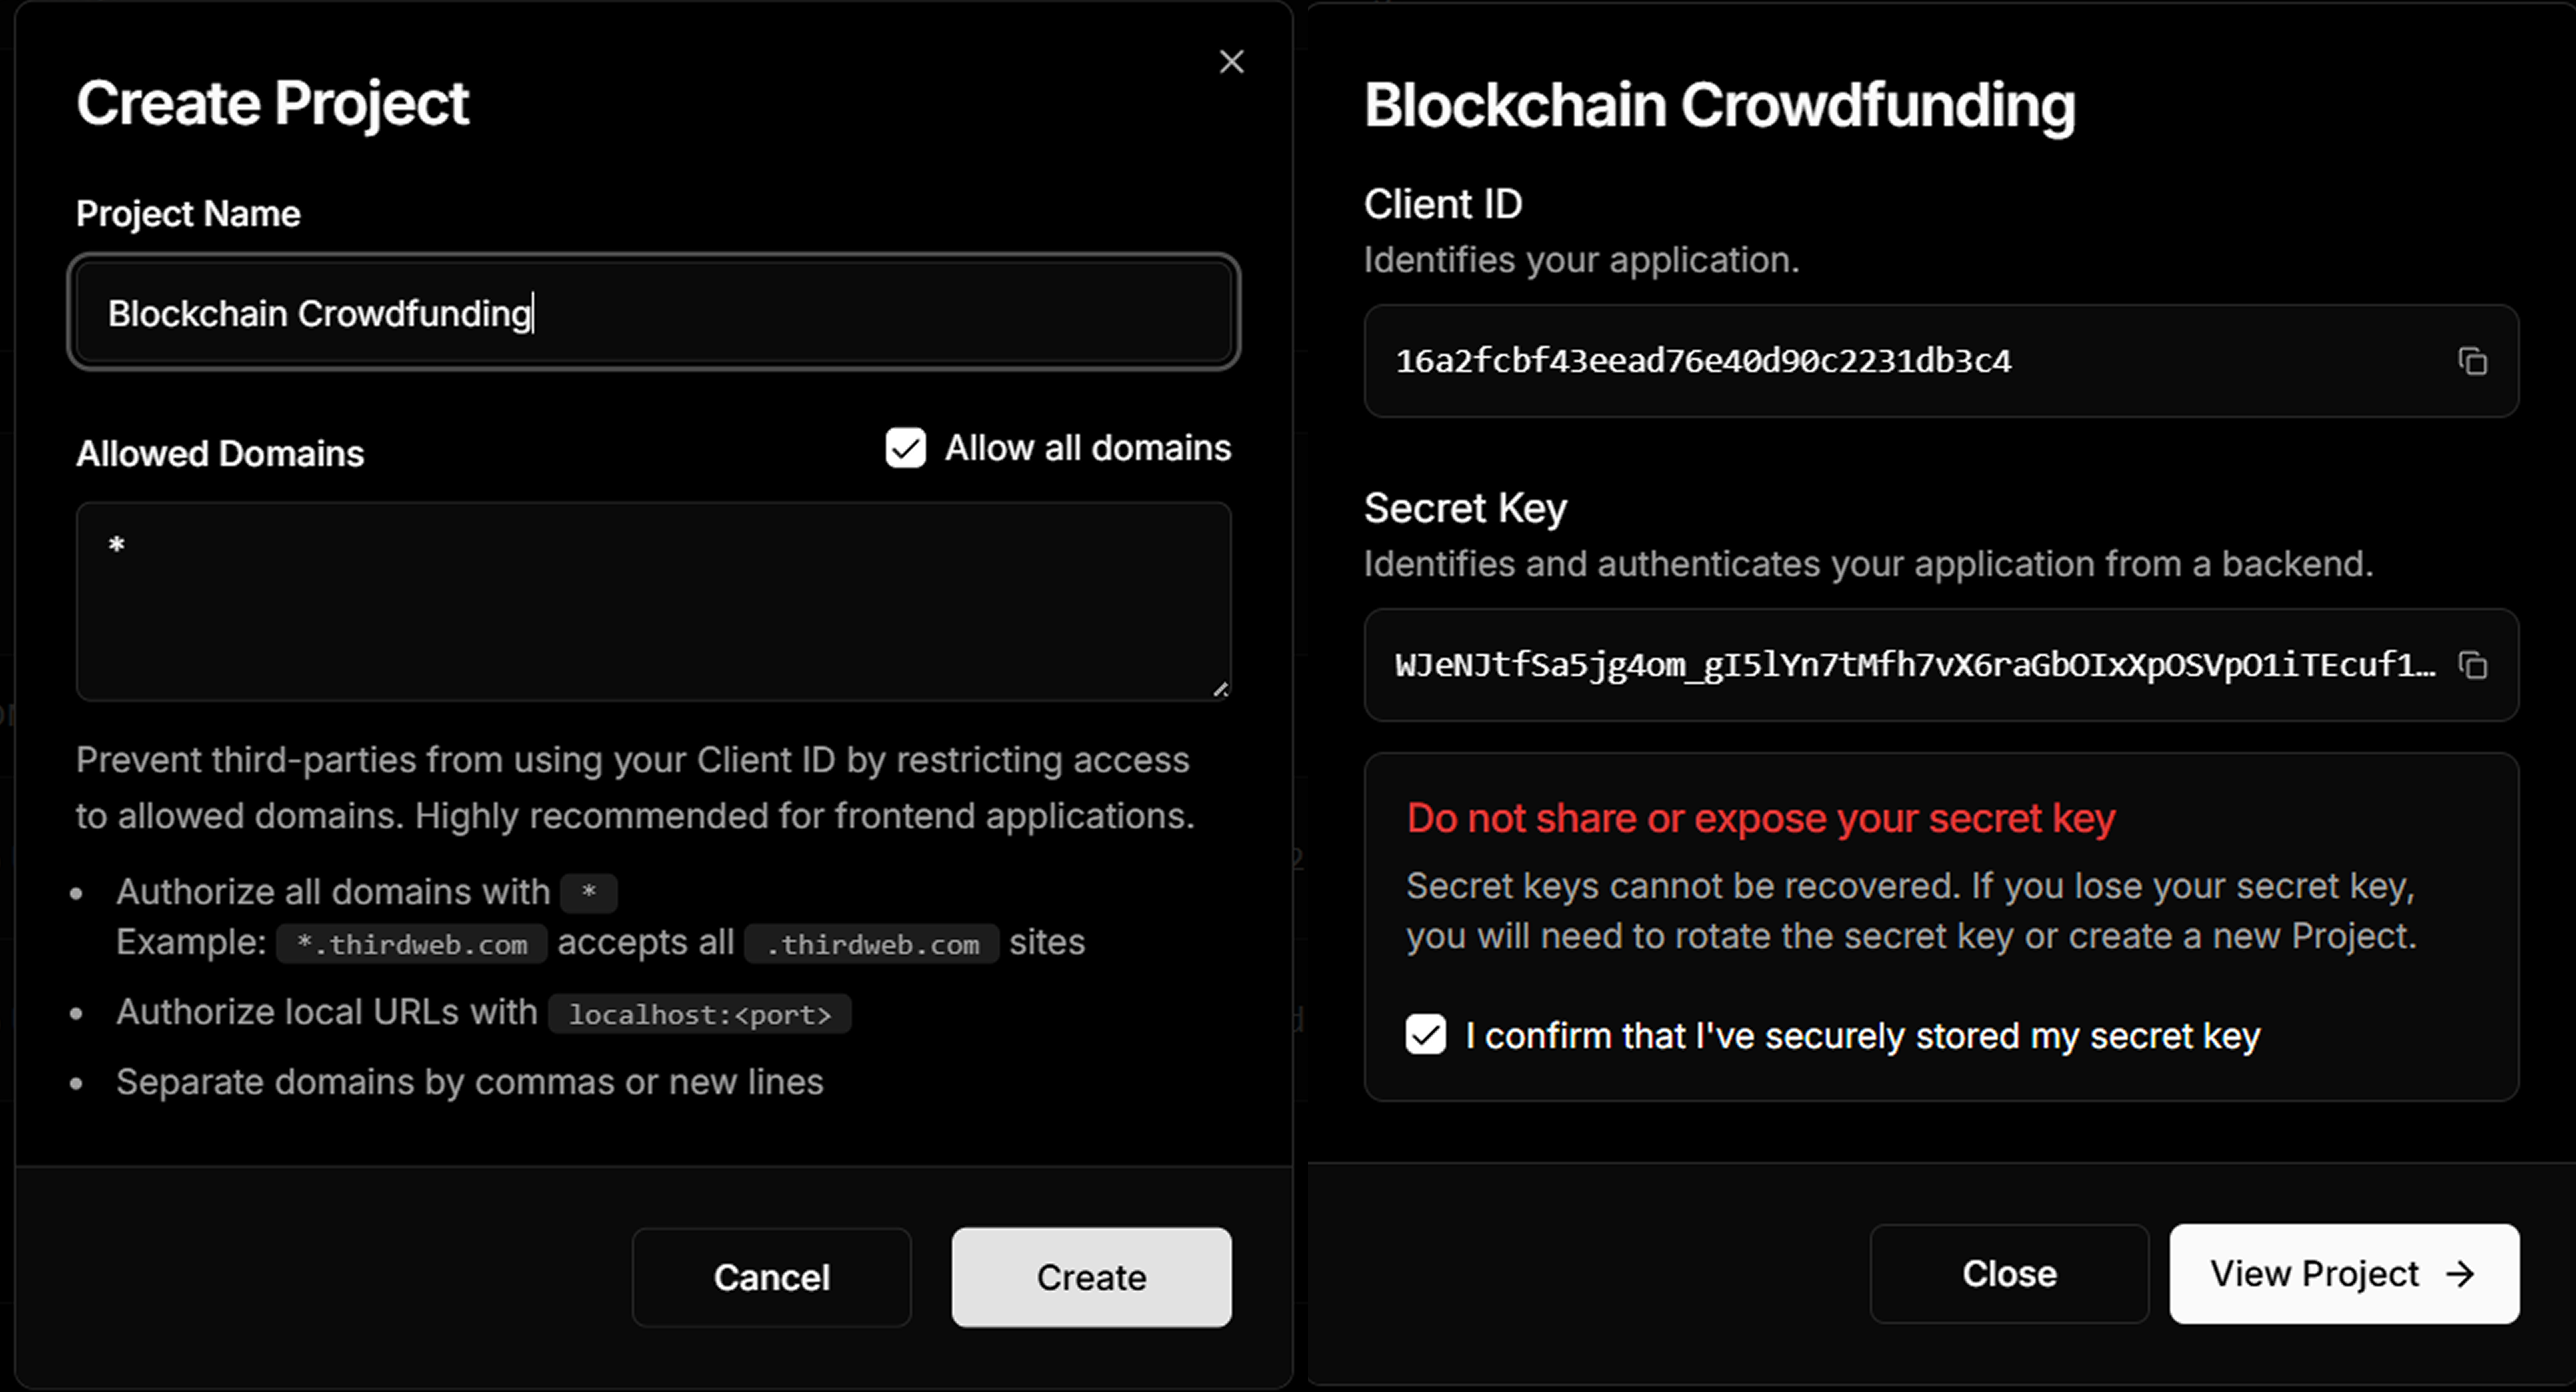 Create Project
Project Name
Blockchain Crowdfunding
Allowed Domains
Allow all domains
*
Prevent third-parties from using your Client ID by restricting access
to allowed domains. Highly recommended for frontend applications.
• Authorize all domains with *
Example: *.thirdweb.com accepts all .thirdweb.com sites
• Authorize local URLs with localhost:<port>
• Separate domains by commas or new lines
Cancel
Create
Blockchain Crowdfunding
Client ID
Identifies your application.
16a2fcbf43eead76e40d90c2231db3c4
Secret Key
Identifies and authenticates your application from a backend.
WJeNJtfSa5jg4om_gI5lYn7tMfh7vX6raGbOIxXpOSVpO1iTEcuf1…
Do not share or expose your secret key
Secret keys cannot be recovered. If you lose your secret key,
you will need to rotate the secret key or create a new Project.
I confirm that I've securely stored my secret key
Close
View Project →